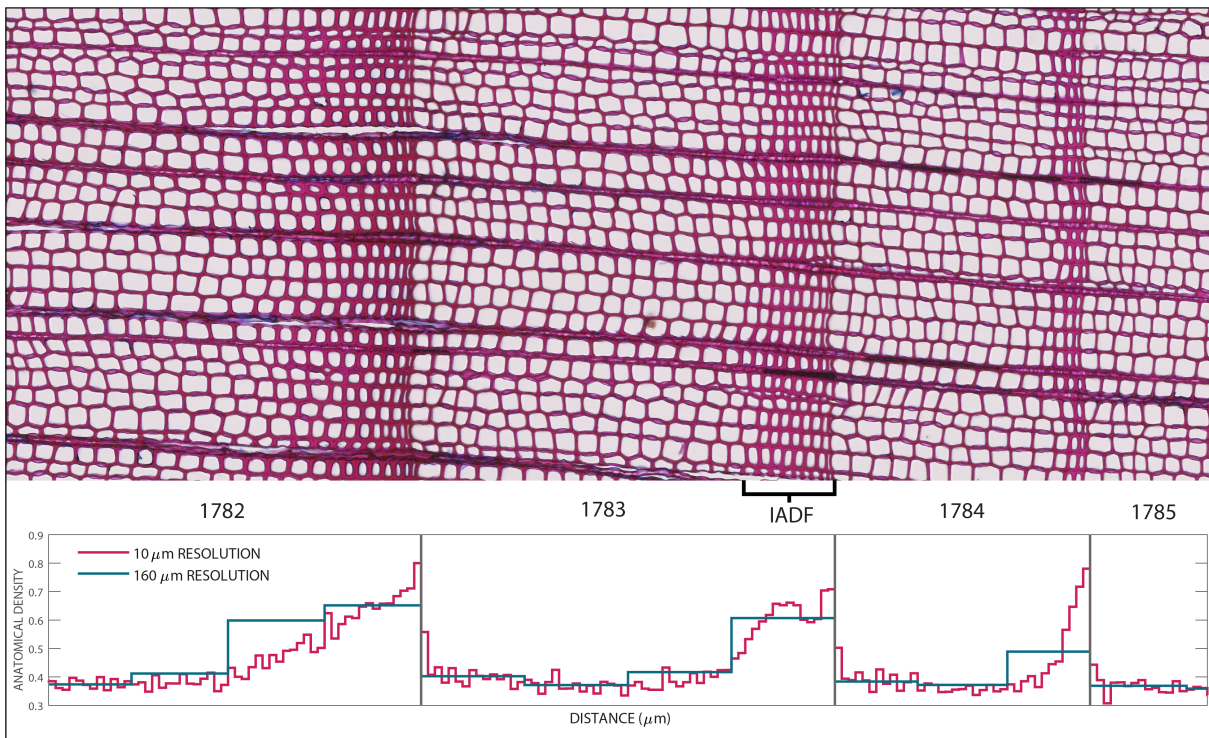 1782
1783
IADF
1784
1785
0.9
0.8
0.7
0.6
0.5
0.4
0.3
ANATOMICAL DENSITY
10 μm RESOLUTION
160 μm RESOLUTION
DISTANCE (μm)